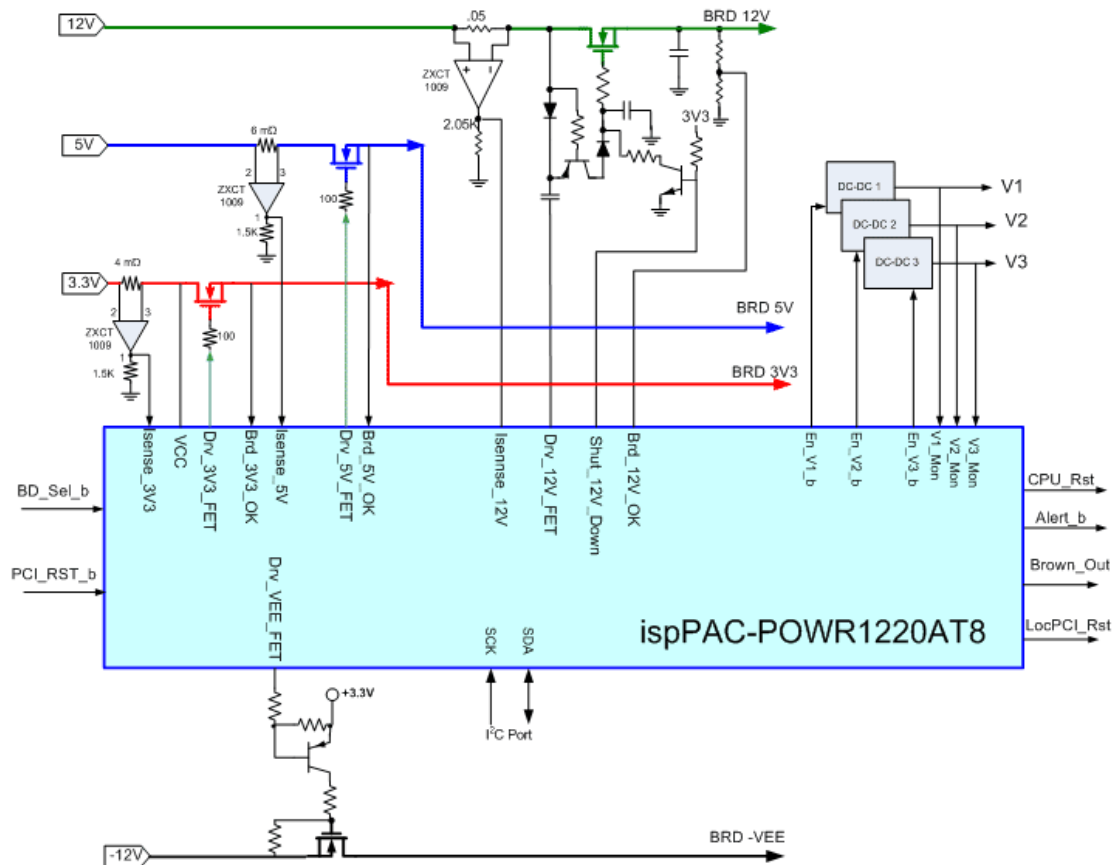 12V
.05
BRD 12V
ZXCT
1009
+
2.05K
3V3
5V
6 mΩ
2
3
ZXCT
1009
1
1.5K
100
DC-DC 1
V1
DC-DC 2
V2
DC-DC 3
V3
3.3V
4 mΩ
2
3
ZXCT
1009
1
1.5K
100
BRD 5V
BRD 3V3
Isense_3V3
VCC
Drv_3V3_FET
Brd_3V3_OK
Isense_5V
Drv_5V_FET
Brd_5V_OK
Isennse_12V
Drv_12V_FET
Shut_12V_Down
Brd_12V_OK
En_V1_b
En_V2_b
En_V3_b
V1_Mon
V2_Mon
V3_Mon
BD_Sel_b
PCI_RST_b
CPU_Rst
Alert_b
Brown_Out
LocPCI_Rst
Drv_VEE_FET
SCK
SDA
ispPAC-POWR1220AT8
+3.3V
I2C Port
-12V
BRD -VEE